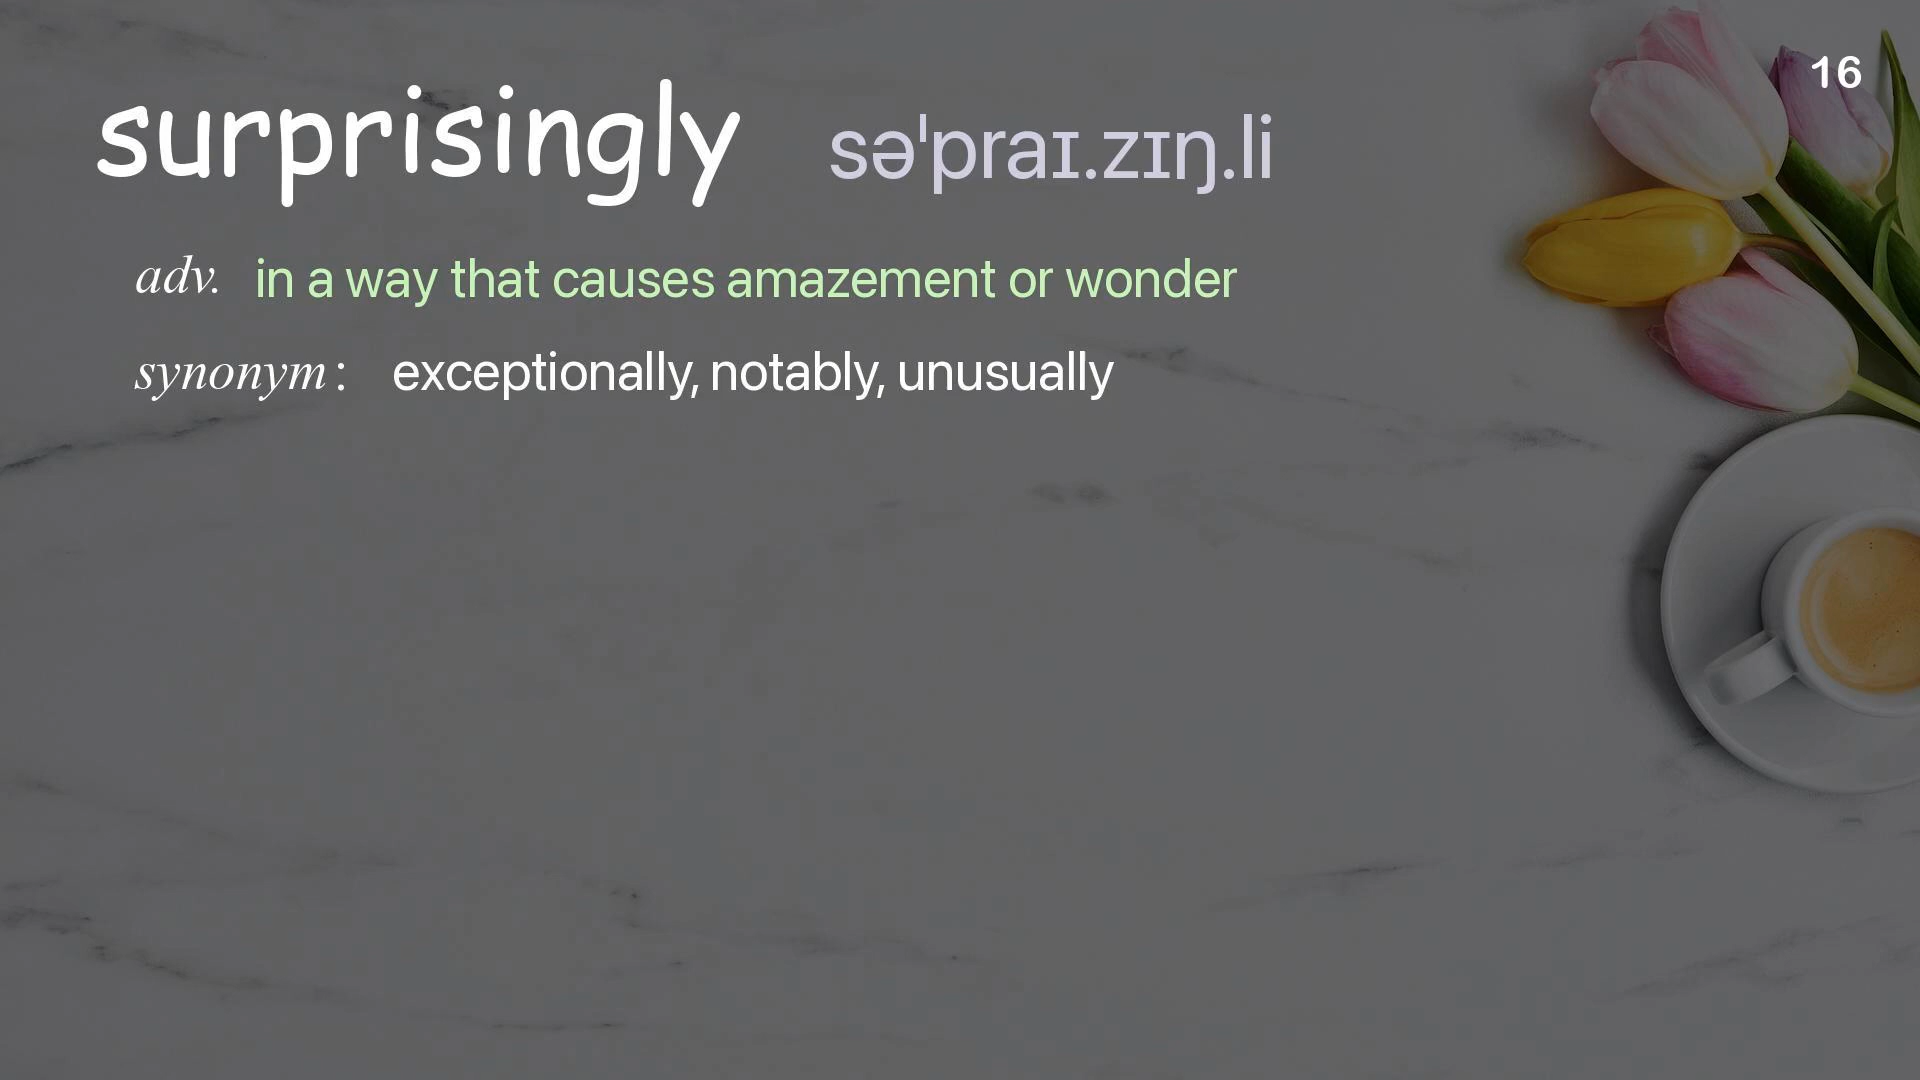 16
surprisingly səˈpraɪ.zɪŋ.li
adv. in a way that causes amazement or wonder
synonym : exceptionally, notably, unusually